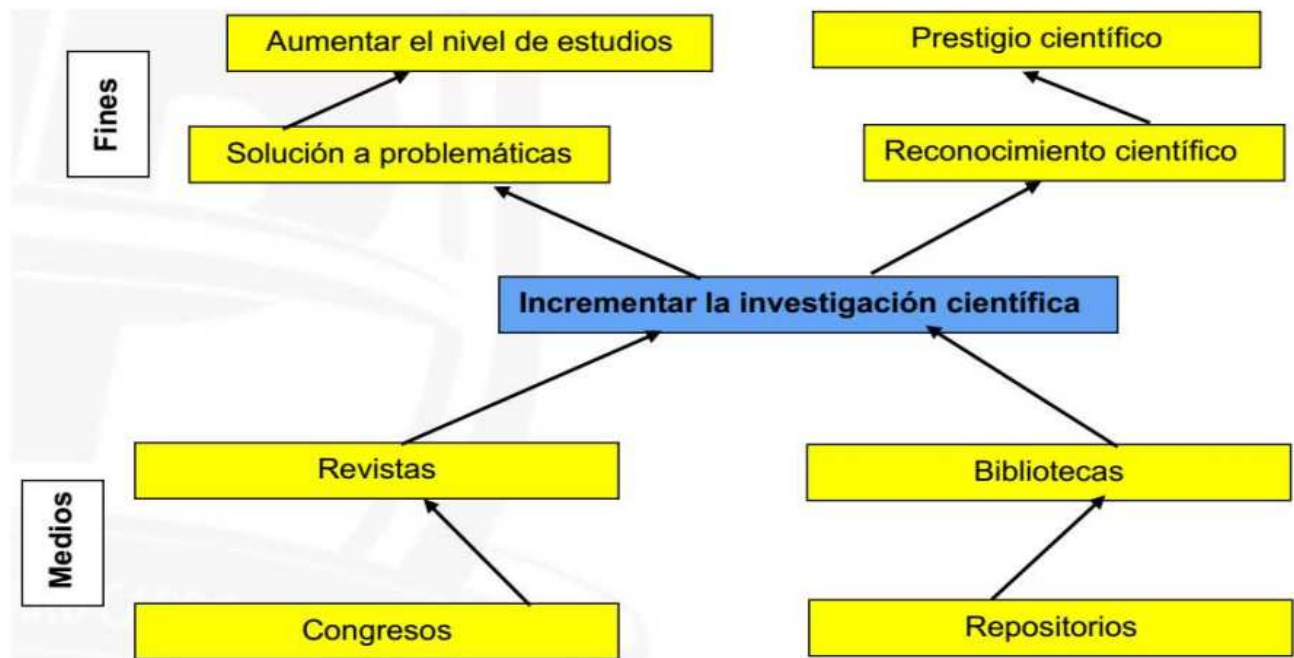 Aumentar el nivel de estudios
Prestigio científico
Fines
Solución a problemáticas
Reconocimiento científico
Incrementar la investigación científica
Revistas
Bibliotecas
Medios
Congresos
Repositorios